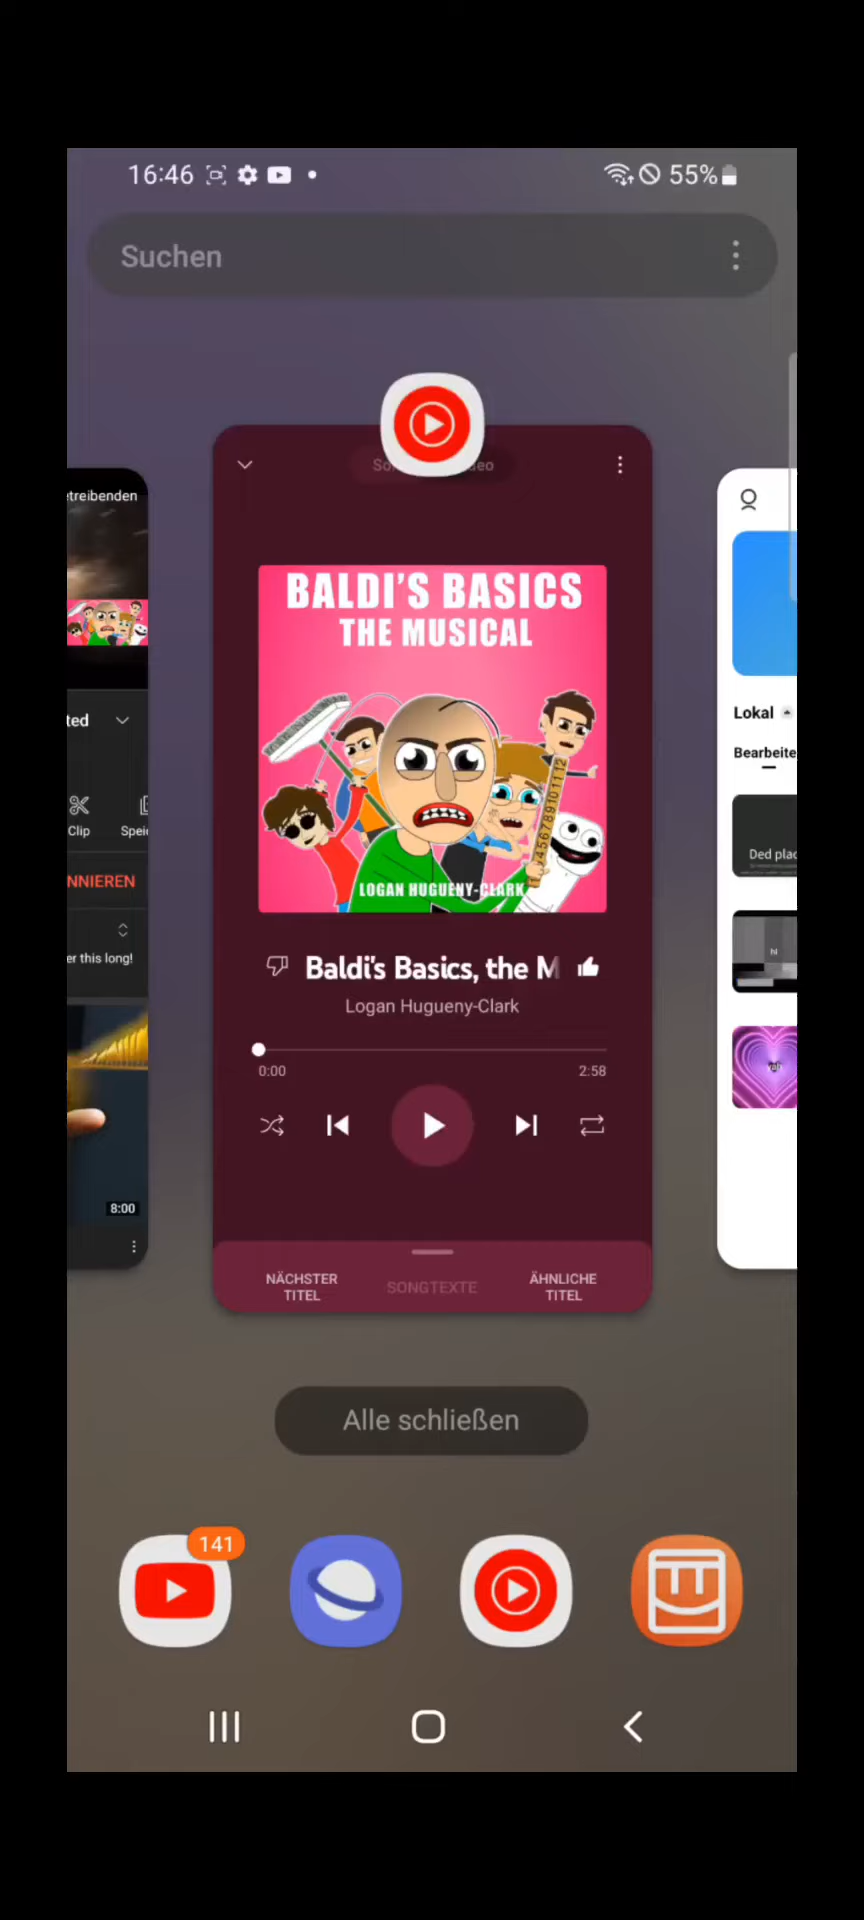 16:46
55%
Suchen
treibenden
ted
Clip
NNIEREN
er this long!
8:00
BALDI'S BASICS
THE MUSICAL
LOGAN HUGUENY-CLARK
Baldi's Basics, the M
Logan Hugueny-Clark
0:00
2:58
NÄCHSTER
TITEL
SONGTEXTE
ÄHNLICHE
TITEL
Lokal
Bearbeite
Ded plac
hi
Alle schließen
141